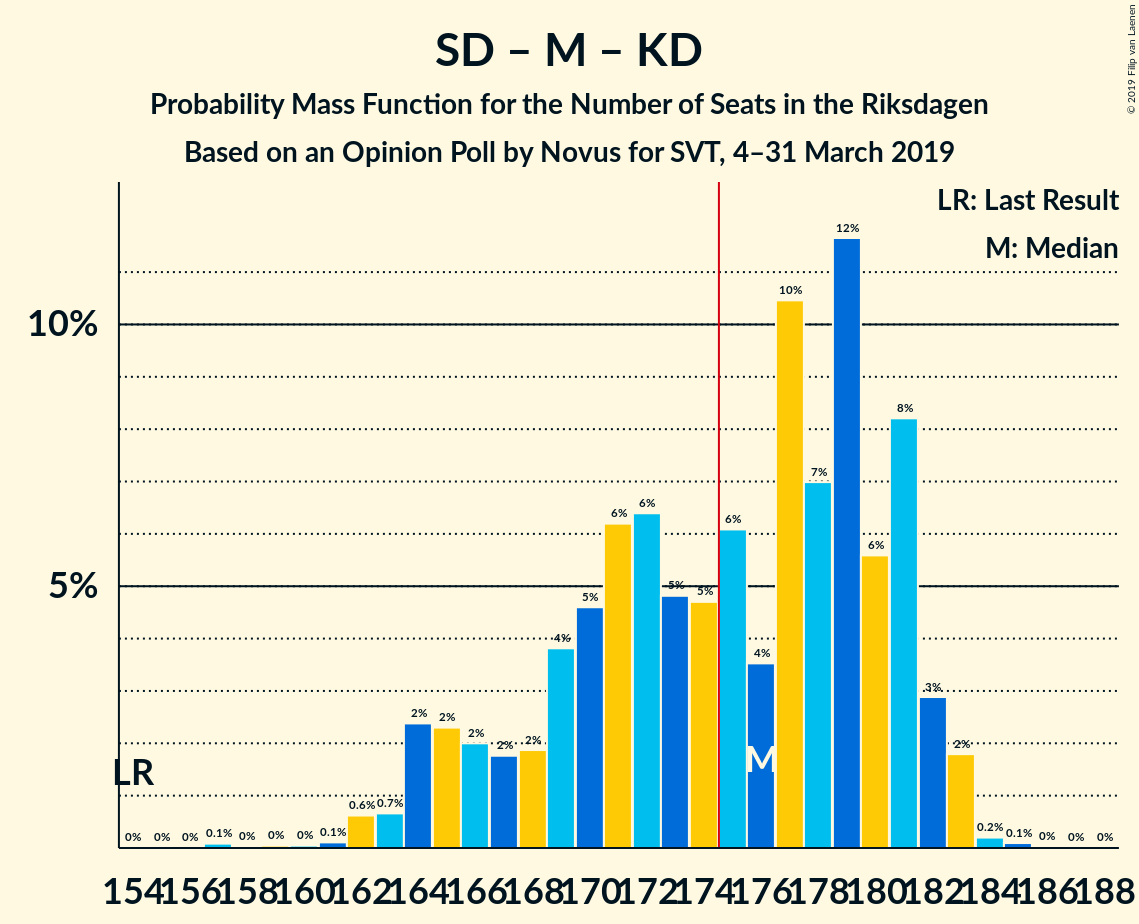 SD – M – KD
Probability Mass Function for the Number of Seats in the Riksdagen
Based on an Opinion Poll by Novus for SVT, 4–31 March 2019
© 2019 Filip van Laenen
LR: Last Result
M: Median
10%
5%
LR
M
0% 0% 0% 0.1% 0% 0% 0% 0.1% 0.6% 0.7% 2% 2% 2% 2% 2% 4% 5% 6% 6% 5% 5% 6% 4% 10% 7% 12% 6% 8% 3% 2% 0.2% 0.1% 0% 0% 0%
154 156 158 160 162 164 166 168 170 172 174 176 178 180 182 184 186 188